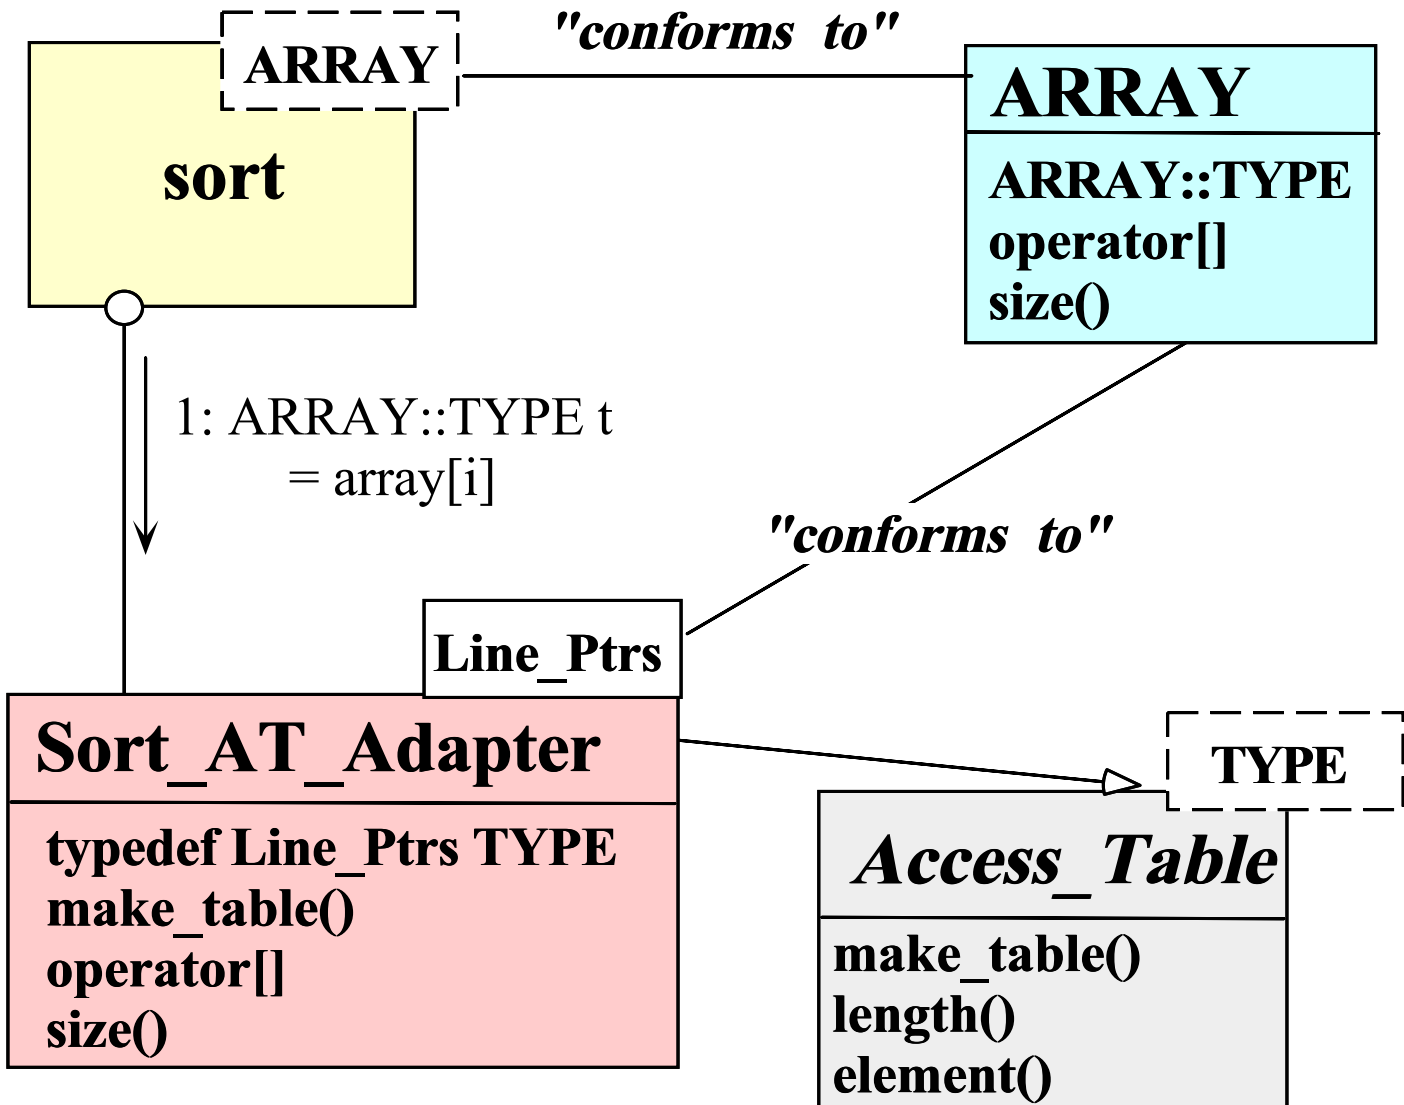 "conforms to"
ARRAY
sort
ARRAY
ARRAY::TYPE
operator[]
size()
1: ARRAY::TYPE t
= array[i]
"conforms to"
Line_Ptrs
Sort_AT_Adapter
typedef Line_Ptrs TYPE
make_table()
operator[]
size()
TYPE
Access_Table
make_table()
length()
element()